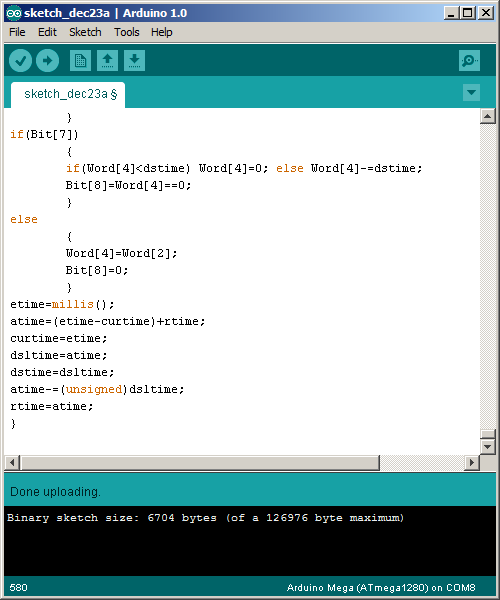 sketch_dec23a | Arduino 1.0
File Edit Sketch Tools Help
sketch_dec23a §
}
if(Bit[7])
{
if(Word[4]<dstime) Word[4]=0; else Word[4]-=dstime;
Bit[8]=Word[4]==0;
}
else
{
Word[4]=Word[2];
Bit[8]=0;
}
etime=millis();
atime=(etime-curtime)+rtime;
curtime=etime;
dsltime=atime;
dstime=dsltime;
atime-=(unsigned)dsltime;
rtime=atime;
}
Done uploading.
Binary sketch size: 6704 bytes (of a 126976 byte maximum)
580 Arduino Mega (ATmega1280) on COM8